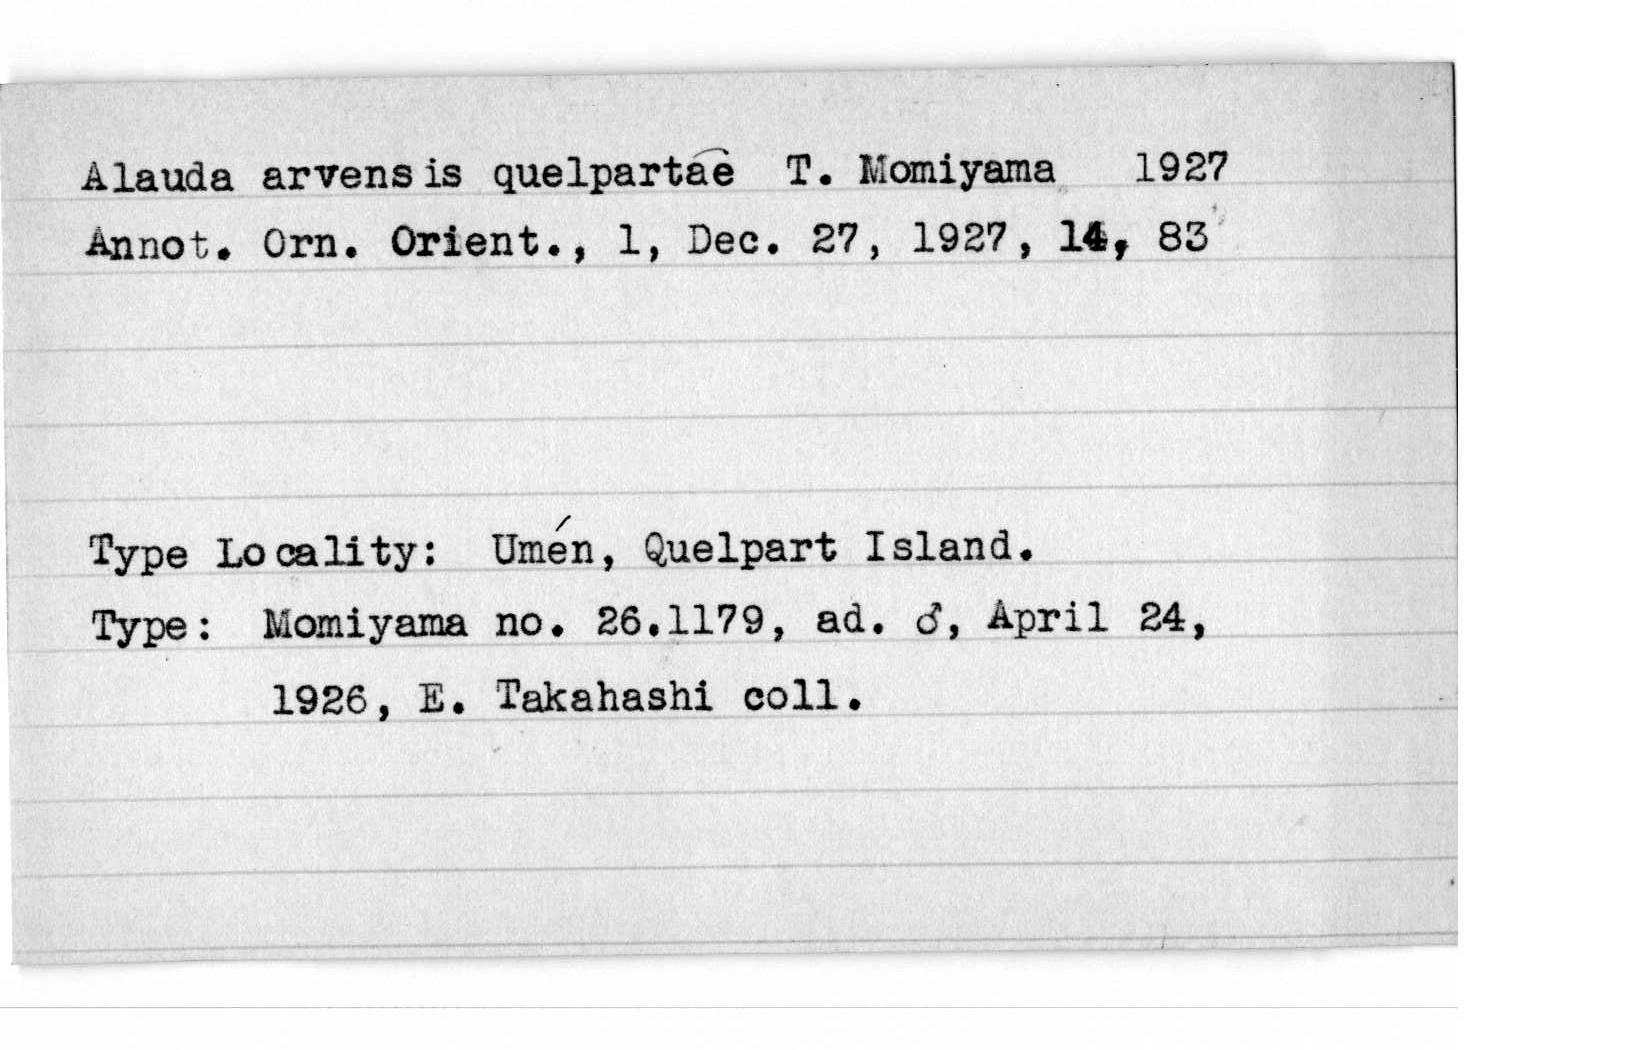 Alauda arvensis quelpartae T. Momiyama 1927
Annot. Orn. Orient., 1, Dec. 27, 1927, 14, 83
Type Locality: Umén, Quelpart Island.
Type: Momiyama no. 26.1179, ad. ♂, April 24,
1926, E. Takahashi coll.